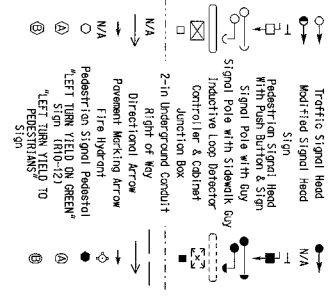 Traffic Signal Head
Modified Signal Head N/A
Sign
Pedestrian Signal Head
With Push Button & Sign
Signal Pole with Guy
Signal Pole with Sidewalk Guy
Inductive Loop Detector
Controller & Cabinet
Junction Box
2-in Underground Conduit
N/A Right of Way
Directional Arrow
Pavement Marking Arrow
N/A Fire Hydrant
Pedestrian Signal Pedestal
"LEFT TURN YIELD ON GREEN"
A Sign (R10-12) A
"LEFT TURN YIELD TO
B PEDESTRIANS" B
Sign